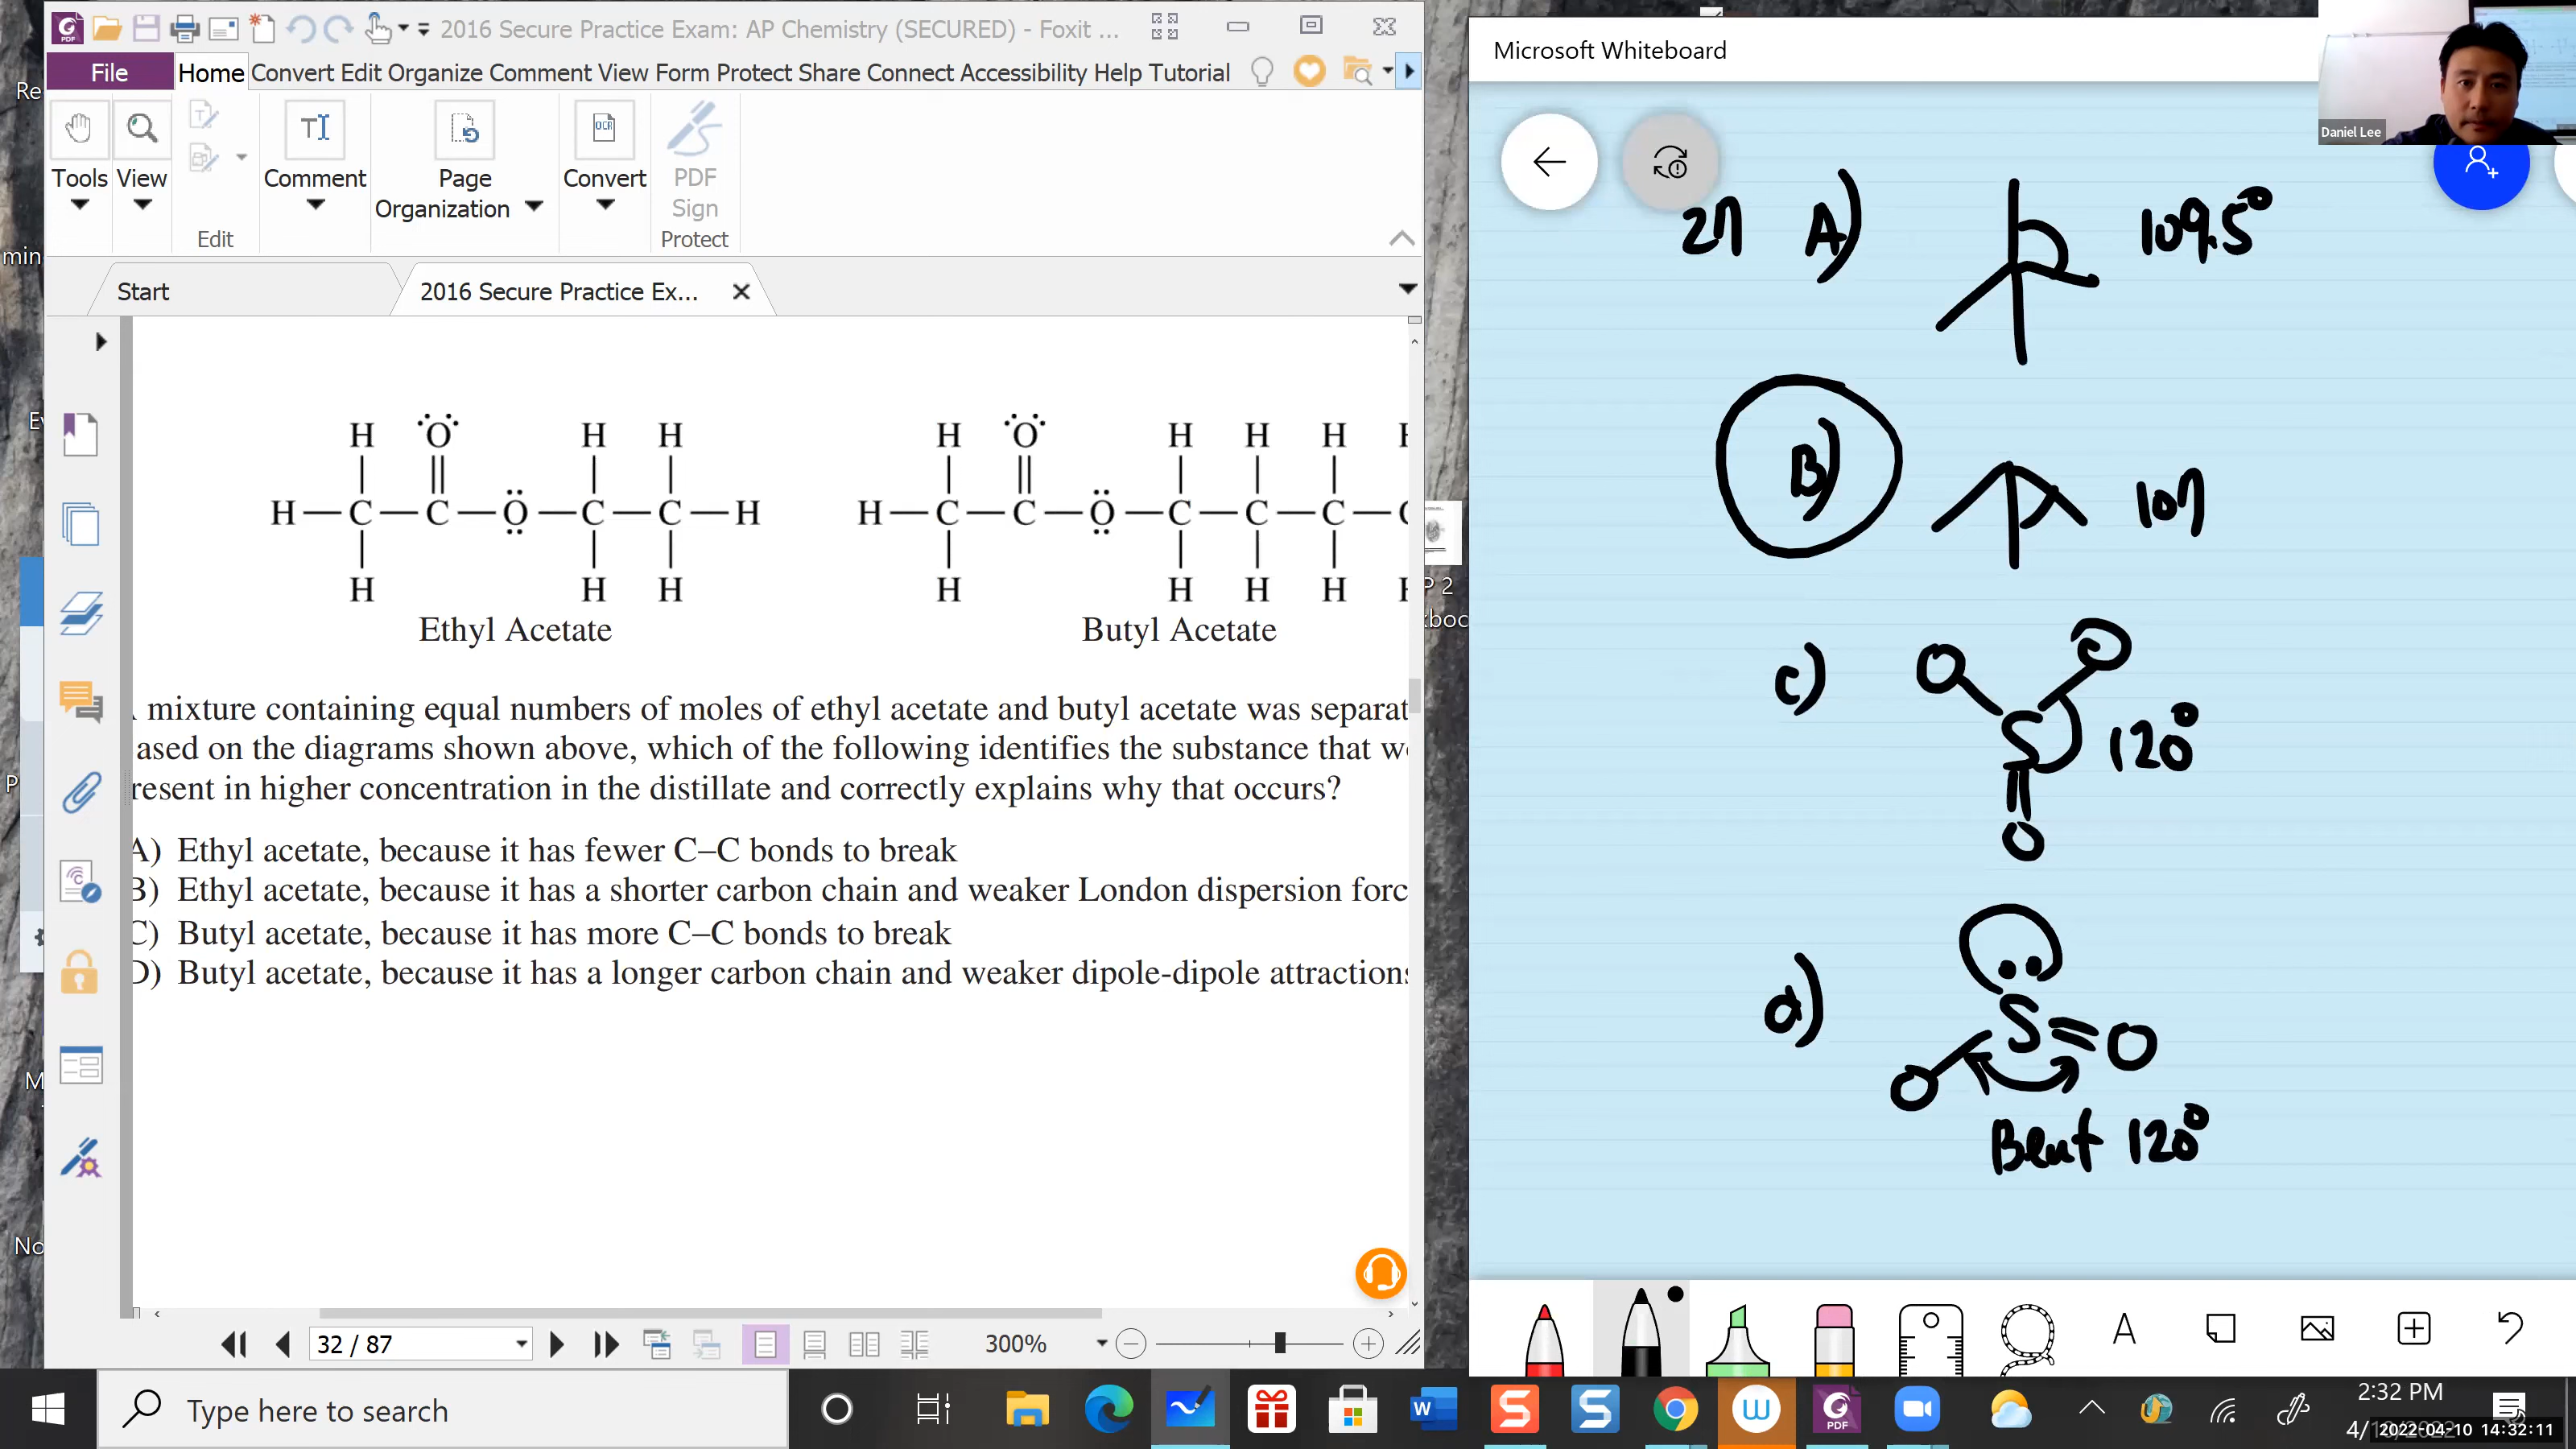 2016 Secure Practice Exam: AP Chemistry (SECURED) - Foxit ...
File Home Convert Edit Organize Comment View Form Protect Share Connect Accessibility Help Tutorial
Tools View Comment Page Organization Convert PDF Sign
Edit Protect
Start 2016 Secure Practice Ex...
H O H H
H C C O C C H
H H H
Ethyl Acetate
H O H H H
H C C O C C C
H H H H
Butyl Acetate
mixture containing equal numbers of moles of ethyl acetate and butyl acetate was separat
ased on the diagrams shown above, which of the following identifies the substance that w
resent in higher concentration in the distillate and correctly explains why that occurs?
A) Ethyl acetate, because it has fewer C–C bonds to break
B) Ethyl acetate, because it has a shorter carbon chain and weaker London dispersion forc
C) Butyl acetate, because it has more C–C bonds to break
D) Butyl acetate, because it has a longer carbon chain and weaker dipole-dipole attractions
32 / 87
300%
Microsoft Whiteboard
Daniel Lee
27 A) 109.5°
B) 107
c) O O S 120° O
d) S O O
Bent 120°
Type here to search
2:32 PM
2022-04-10 14:32:11